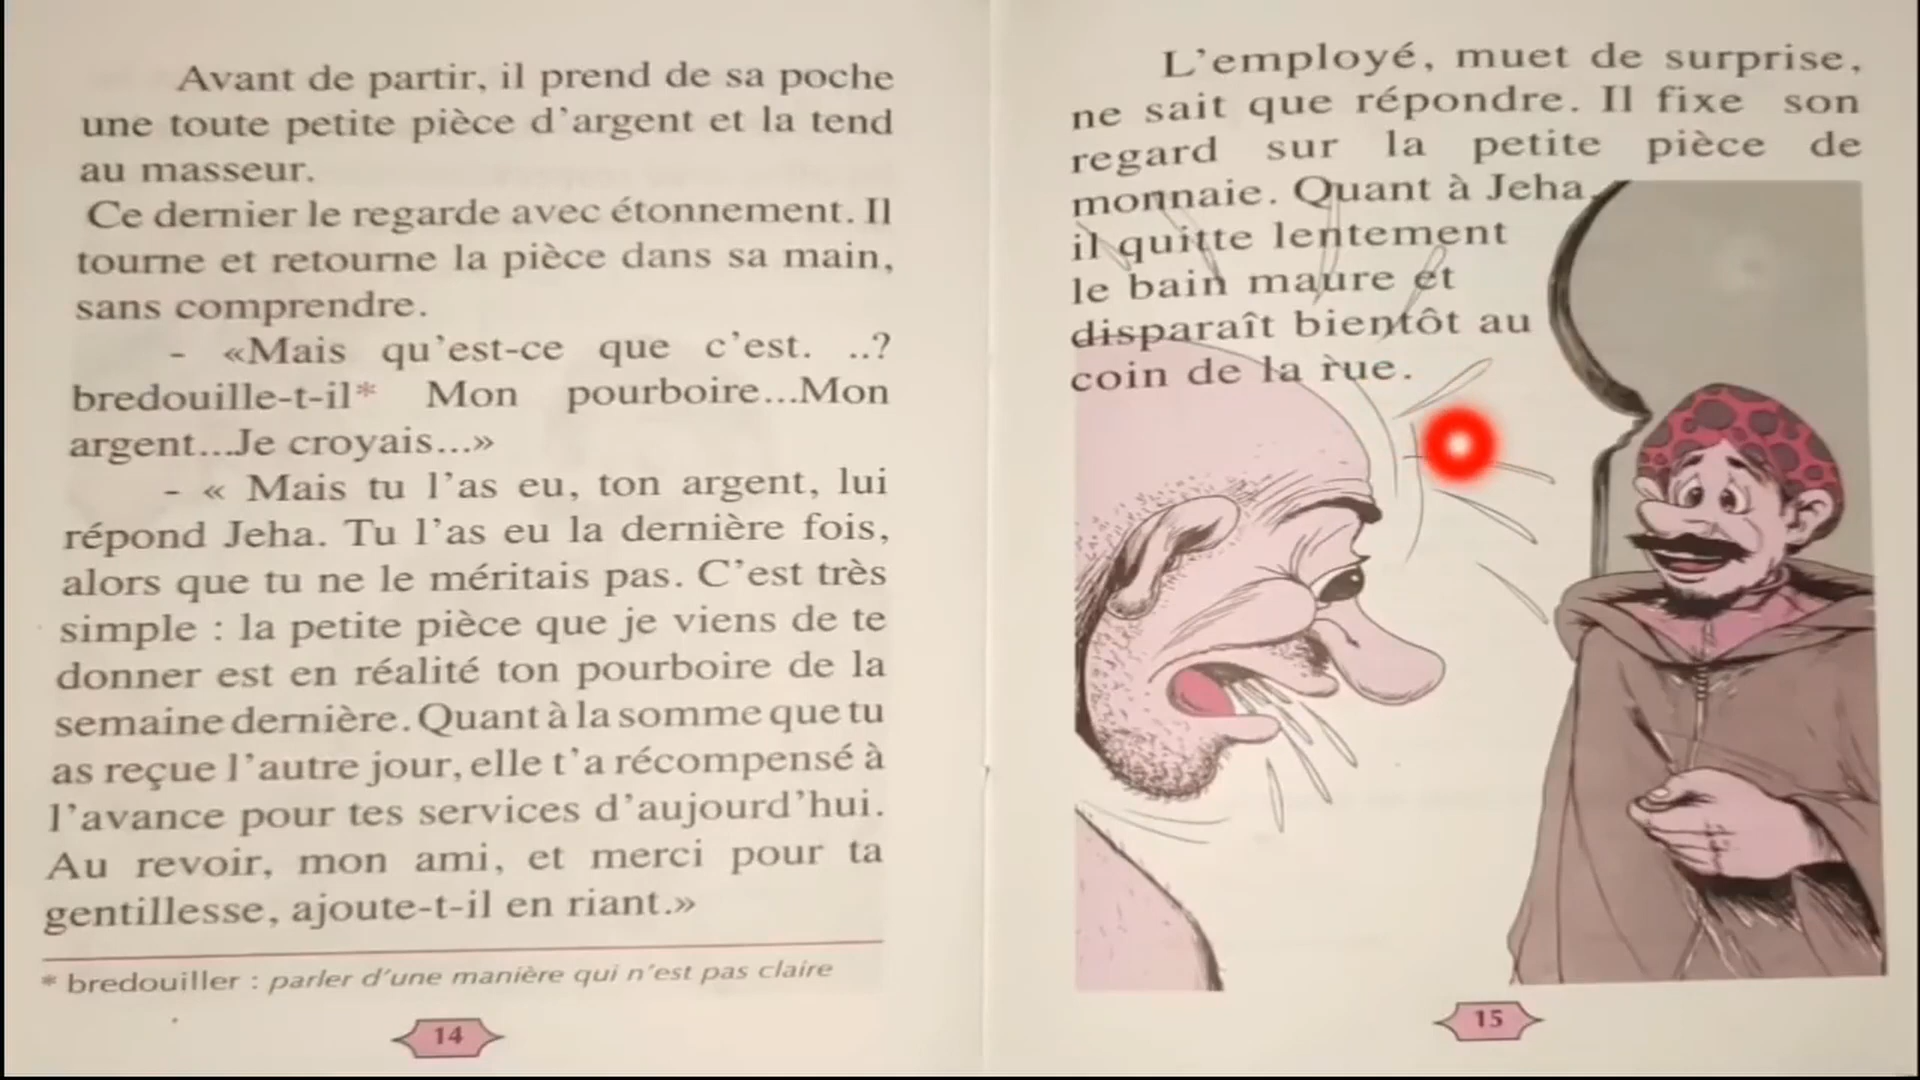 Avant de partir, il prend de sa poche
une toute petite pièce d'argent et la tend
au masseur.
Ce dernier le regarde avec étonnement. Il
tourne et retourne la pièce dans sa main,
sans comprendre.
- «Mais qu'est-ce que c'est. ..?
bredouille-t-il* Mon pourboire...Mon
argent...Je croyais...»
- « Mais tu l'as eu, ton argent, lui
répond Jeha. Tu l'as eu la dernière fois,
alors que tu ne le méritais pas. C'est très
simple : la petite pièce que je viens de te
donner est en réalité ton pourboire de la
semaine dernière. Quant à la somme que tu
as reçue l'autre jour, elle t'a récompensé à
l'avance pour tes services d'aujourd'hui.
Au revoir, mon ami, et merci pour ta
gentillesse, ajoute-t-il en riant.»
* bredouiller : parler d'une manière qui n'est pas claire
14
L'employé, muet de surprise,
ne sait que répondre. Il fixe son
regard sur la petite pièce de
monnaie. Quant à Jeha,
il quitte lentement
le bain maure et
disparaît bientôt au
coin de la rue.
15